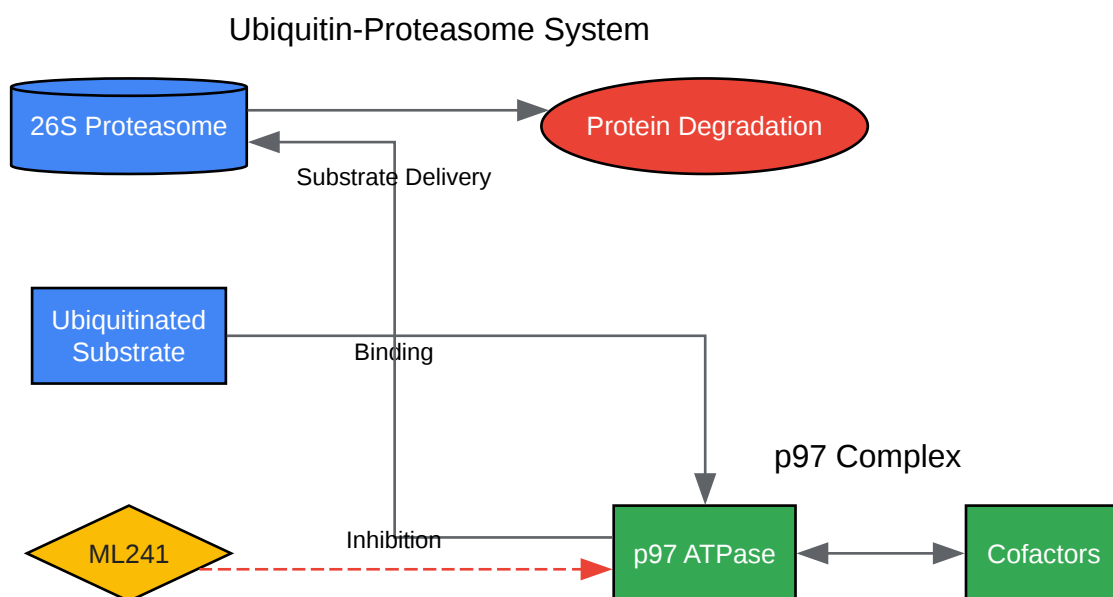 Ubiquitin-Proteasome System
26S Proteasome
Protein Degradation
Substrate Delivery
Ubiquitinated
Substrate
Binding
p97 Complex
ML241
Inhibition
p97 ATPase
Cofactors